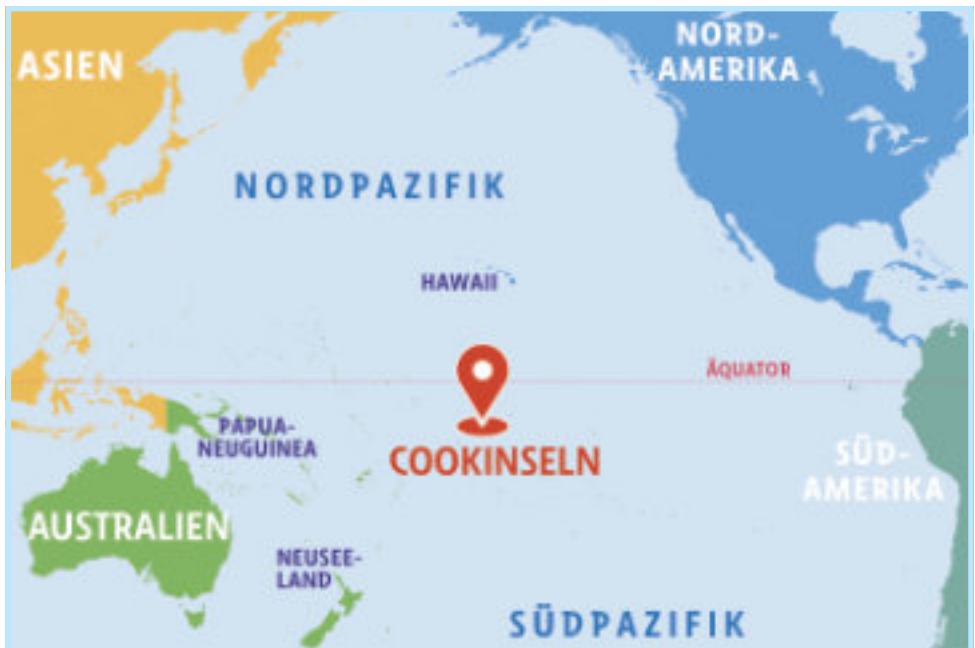 ASIEN
NORD-
AMERIKA
NORDPAZIFIK
HAWAII
ÄQUATOR
PAPUA-
NEUGUINEA
COOKINSELN
SÜD-
AMERIKA
AUSTRALIEN
NEUSEE-
LAND
SÜDPAZIFIK